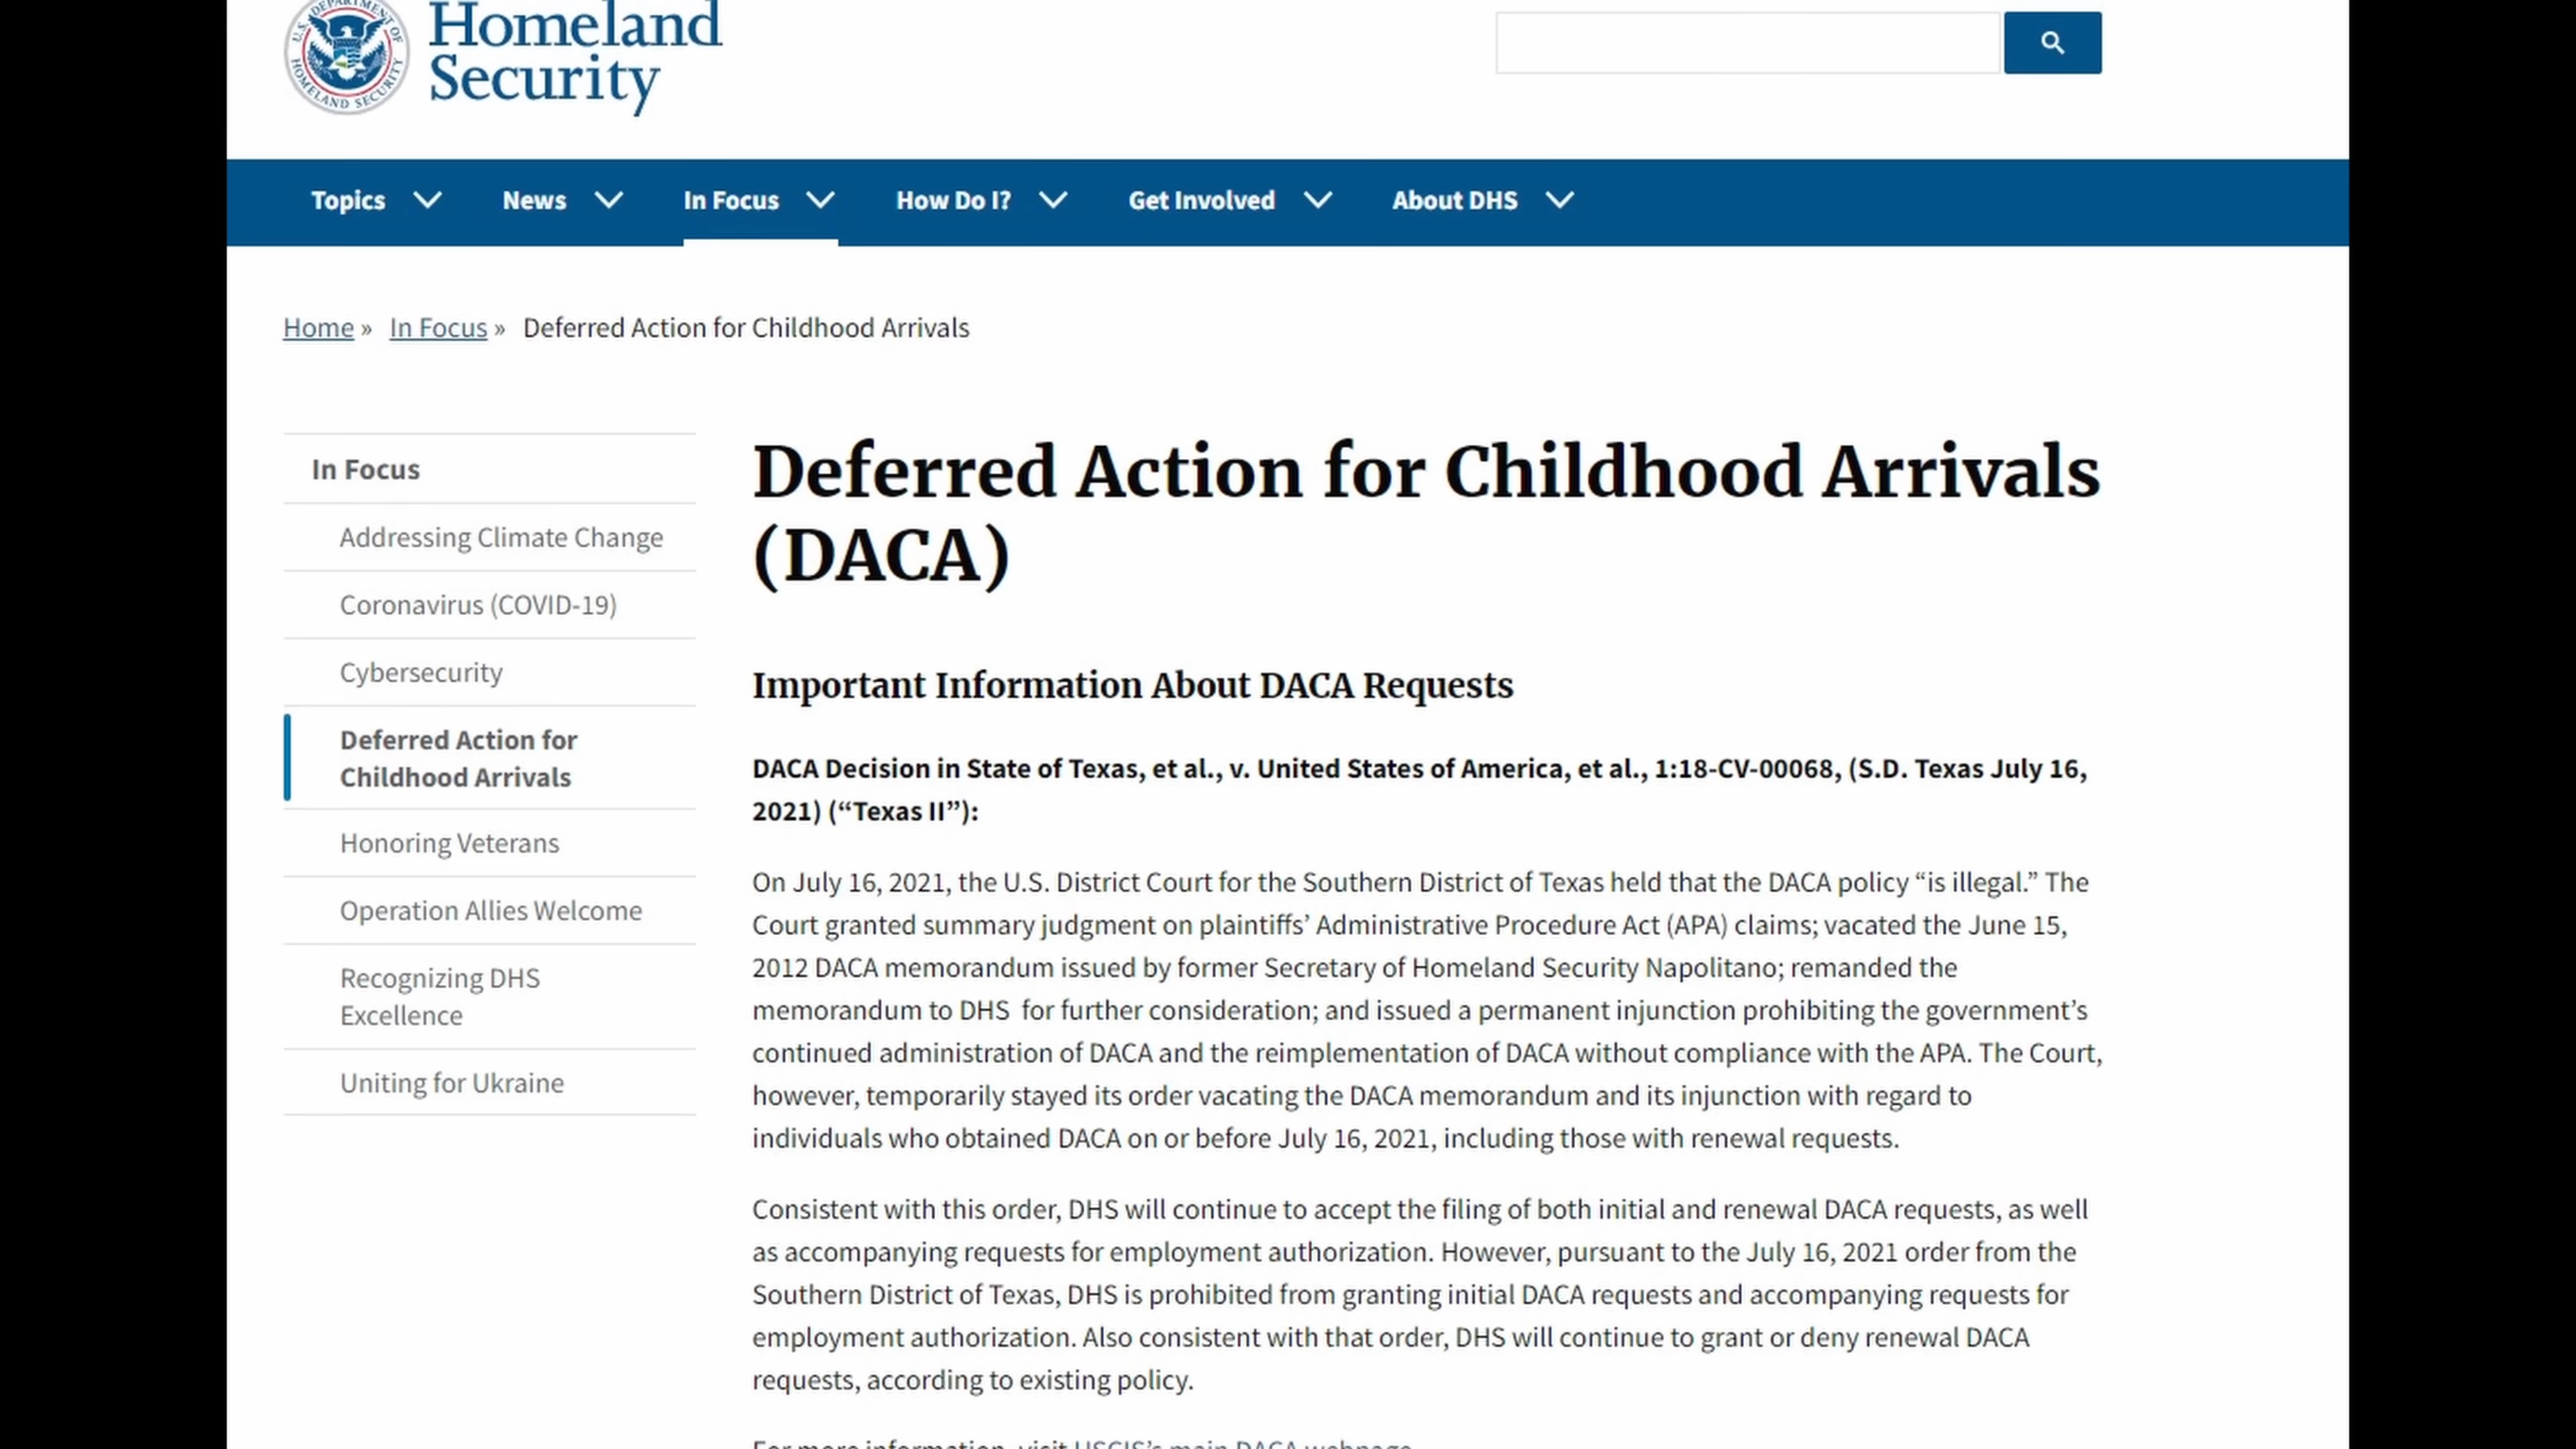 U.S. DEPARTMENT OF
HOMELAND SECURITY
Homeland
Security
Topics News In Focus How Do I? Get Involved About DHS
Home » In Focus » Deferred Action for Childhood Arrivals
In Focus
Addressing Climate Change
Coronavirus (COVID-19)
Cybersecurity
Deferred Action for
Childhood Arrivals
Honoring Veterans
Operation Allies Welcome
Recognizing DHS
Excellence
Uniting for Ukraine
Deferred Action for Childhood Arrivals
(DACA)
Important Information About DACA Requests
DACA Decision in State of Texas, et al., v. United States of America, et al., 1:18-CV-00068, (S.D. Texas July 16,
2021) (“Texas II”):
On July 16, 2021, the U.S. District Court for the Southern District of Texas held that the DACA policy “is illegal.” The
Court granted summary judgment on plaintiffs’ Administrative Procedure Act (APA) claims; vacated the June 15,
2012 DACA memorandum issued by former Secretary of Homeland Security Napolitano; remanded the
memorandum to DHS for further consideration; and issued a permanent injunction prohibiting the government’s
continued administration of DACA and the reimplementation of DACA without compliance with the APA. The Court,
however, temporarily stayed its order vacating the DACA memorandum and its injunction with regard to
individuals who obtained DACA on or before July 16, 2021, including those with renewal requests.
Consistent with this order, DHS will continue to accept the filing of both initial and renewal DACA requests, as well
as accompanying requests for employment authorization. However, pursuant to the July 16, 2021 order from the
Southern District of Texas, DHS is prohibited from granting initial DACA requests and accompanying requests for
employment authorization. Also consistent with that order, DHS will continue to grant or deny renewal DACA
requests, according to existing policy.
For more information, visit USCIS’s main DACA webpage